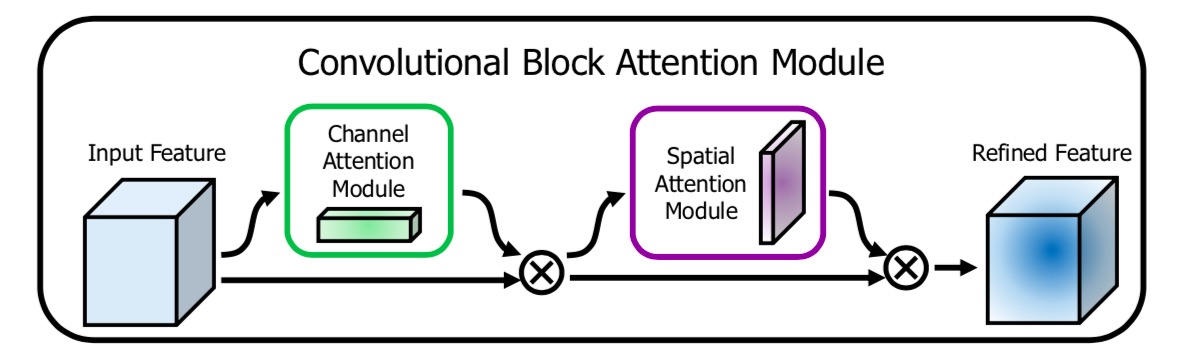 Convolutional Block Attention Module
Input Feature
Channel
Attention
Module
Spatial
Attention
Module
Refined Feature